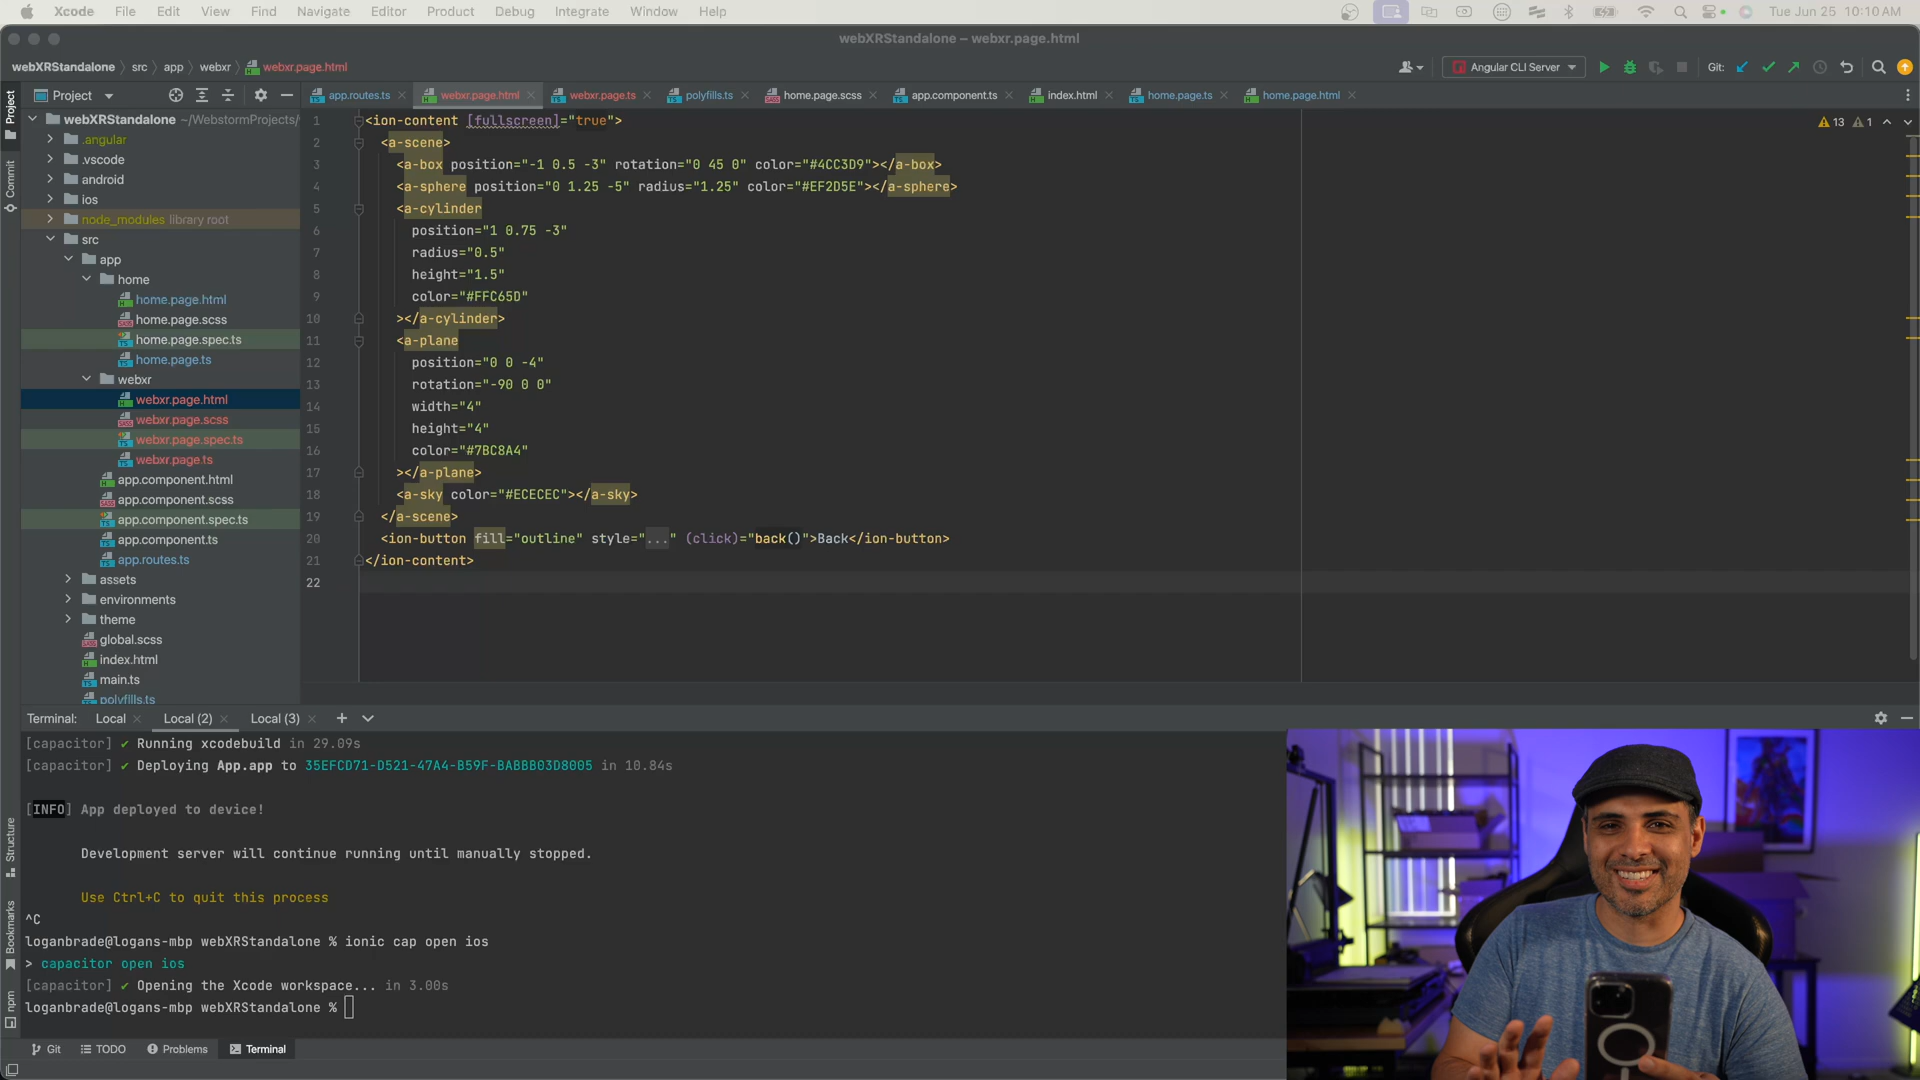 Xcode File Edit View Find Navigate Editor Product Debug Integrate Window Help Tue Jun 25 10:10 AM
webXRStandalone – webxr.page.html
webXRStandalone src app webxr webxr.page.html Angular CLI Server Git:
Project
Project
app.routes.ts webxr.page.html webxr.page.ts polyfills.ts home.page.scss app.component.ts index.html home.page.ts home.page.html
webXRStandalone ~/WebstormProjects/
.angular
.vscode
android
ios
node_modules library root
src
app
home
home.page.html
home.page.scss
home.page.spec.ts
home.page.ts
webxr
webxr.page.html
webxr.page.scss
webxr.page.spec.ts
webxr.page.ts
app.component.html
app.component.scss
app.component.spec.ts
app.component.ts
app.routes.ts
assets
environments
theme
global.scss
index.html
main.ts
polyfills.ts
Commit
13 1
1 <ion-content [fullscreen]="true">
2 <a-scene>
3 <a-box position="-1 0.5 -3" rotation="0 45 0" color="#4CC3D9"></a-box>
4 <a-sphere position="0 1.25 -5" radius="1.25" color="#EF2D5E"></a-sphere>
5 <a-cylinder
6 position="1 0.75 -3"
7 radius="0.5"
8 height="1.5"
9 color="#FFC65D"
10 ></a-cylinder>
11 <a-plane
12 position="0 0 -4"
13 rotation="-90 0 0"
14 width="4"
15 height="4"
16 color="#7BC8A4"
17 ></a-plane>
18 <a-sky color="#ECECEC"></a-sky>
19 </a-scene>
20 <ion-button fill="outline" style="..." (click)="back()">Back</ion-button>
21 </ion-content>
22
Terminal: Local Local (2) Local (3)
[capacitor] ✔ Running xcodebuild in 29.09s
[capacitor] ✔ Deploying App.app to 35EFCD71-D521-47A4-B59F-BABBB03D8005 in 10.84s
[INFO] App deployed to device!
Development server will continue running until manually stopped.
Use Ctrl+C to quit this process
^C
loganbrade@logans-mbp webXRStandalone % ionic cap open ios
> capacitor open ios
[capacitor] ✔ Opening the Xcode workspace... in 3.00s
loganbrade@logans-mbp webXRStandalone %
Structure
Bookmarks
npm
Git TODO Problems Terminal